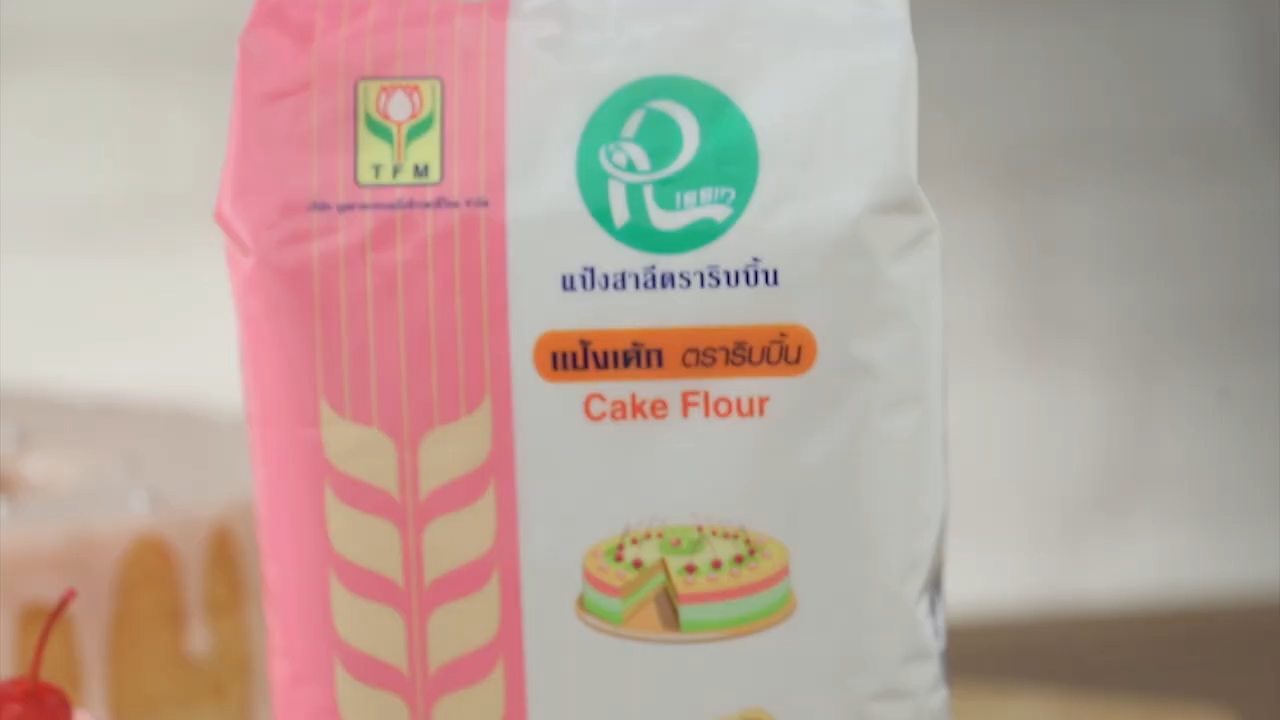 TFM
Ribbin
แป้งสาลีตราริบบิ้น
แป้งเค้ก ตราริบบิ้น
Cake Flour